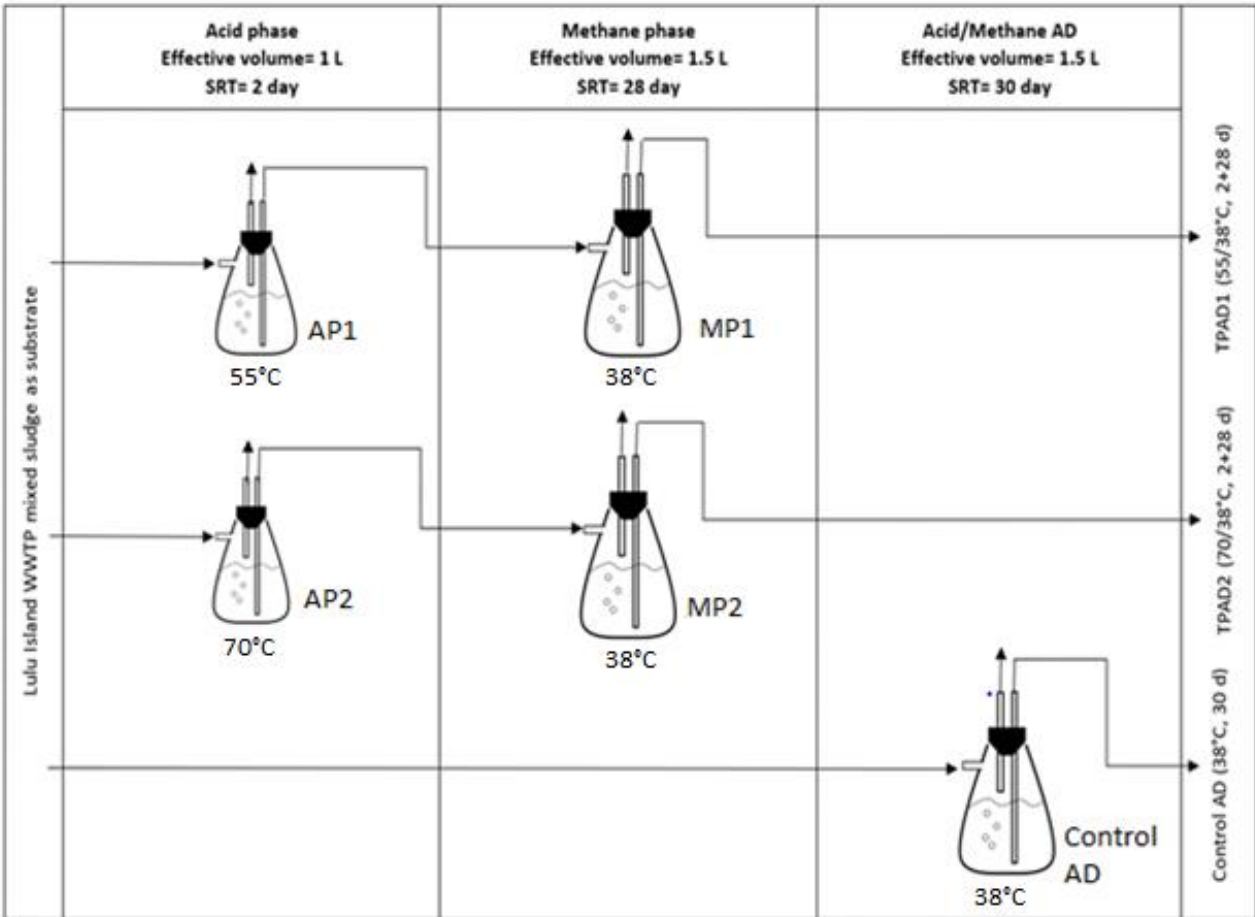 Acid phase
Effective volume= 1 L
SRT= 2 day
Methane phase
Effective volume= 1.5 L
SRT= 28 day
Acid/Methane AD
Effective volume= 1.5 L
SRT= 30 day
Lulu Island WWTP mixed sludge as substrate
AP1
55°C
MP1
38°C
TPAD1 (55/38°C, 2+28 d)
AP2
70°C
MP2
38°C
TPAD2 (70/38°C, 2+28 d)
Control
AD
38°C
Control AD (38°C, 30 d)